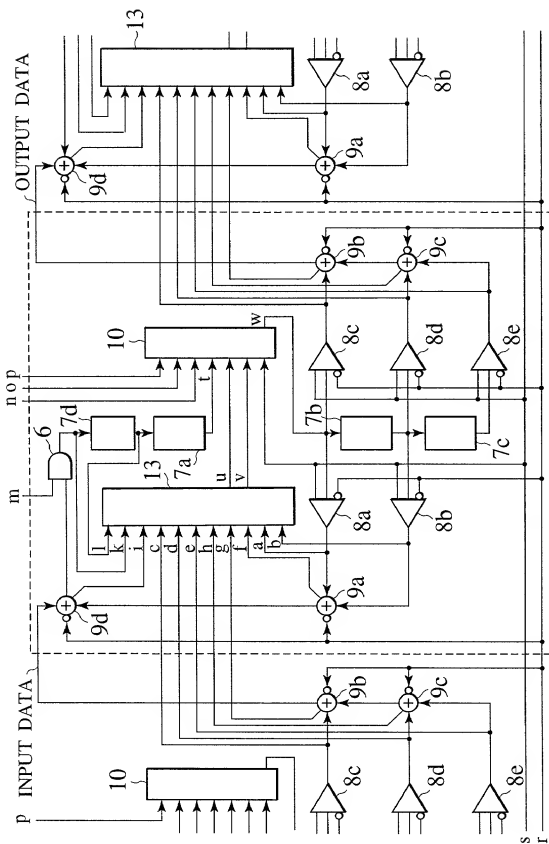 13
8a
8b
OUTPUT DATA
9d
9a
9b
9c
10
w
8c
8d
8e
n o p
t
6
7d
7a
7b
7c
m
13
u
v
8a
8b
l
k
i
c
d
e
h
g
f
a
b
9d
9a
INPUT DATA
9b
9c
p
10
8c
8d
8e
s
r